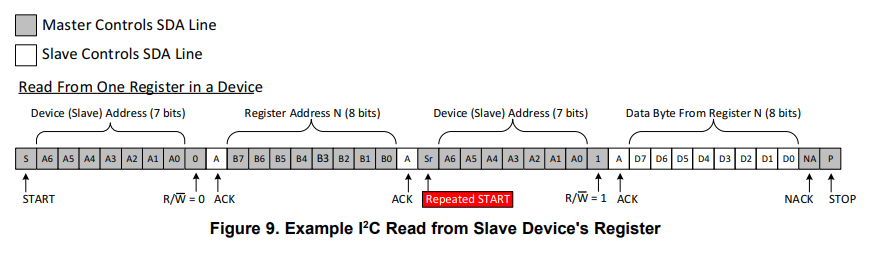 Master Controls SDA Line
Slave Controls SDA Line
Read From One Register in a Device
Device (Slave) Address (7 bits) Register Address N (8 bits) Device (Slave) Address (7 bits) Data Byte From Register N (8 bits)
S A6 A5 A4 A3 A2 A1 A0 0 A B7 B6 B5 B4 B3 B2 B1 B0 A Sr A6 A5 A4 A3 A2 A1 A0 1 A D7 D6 D5 D4 D3 D2 D1 D0 NA P
START R/W̅ = 0 ACK ACK Repeated START R/W̅ = 1 ACK NACK STOP
Figure 9. Example I²C Read from Slave Device's Register